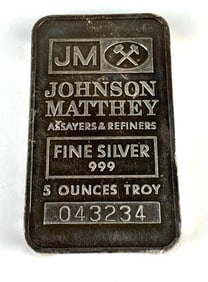 JM
JOHNSON
MATTHEY
ASSAYERS & REFINERS
FINE SILVER
999
5 OUNCES TROY
043234